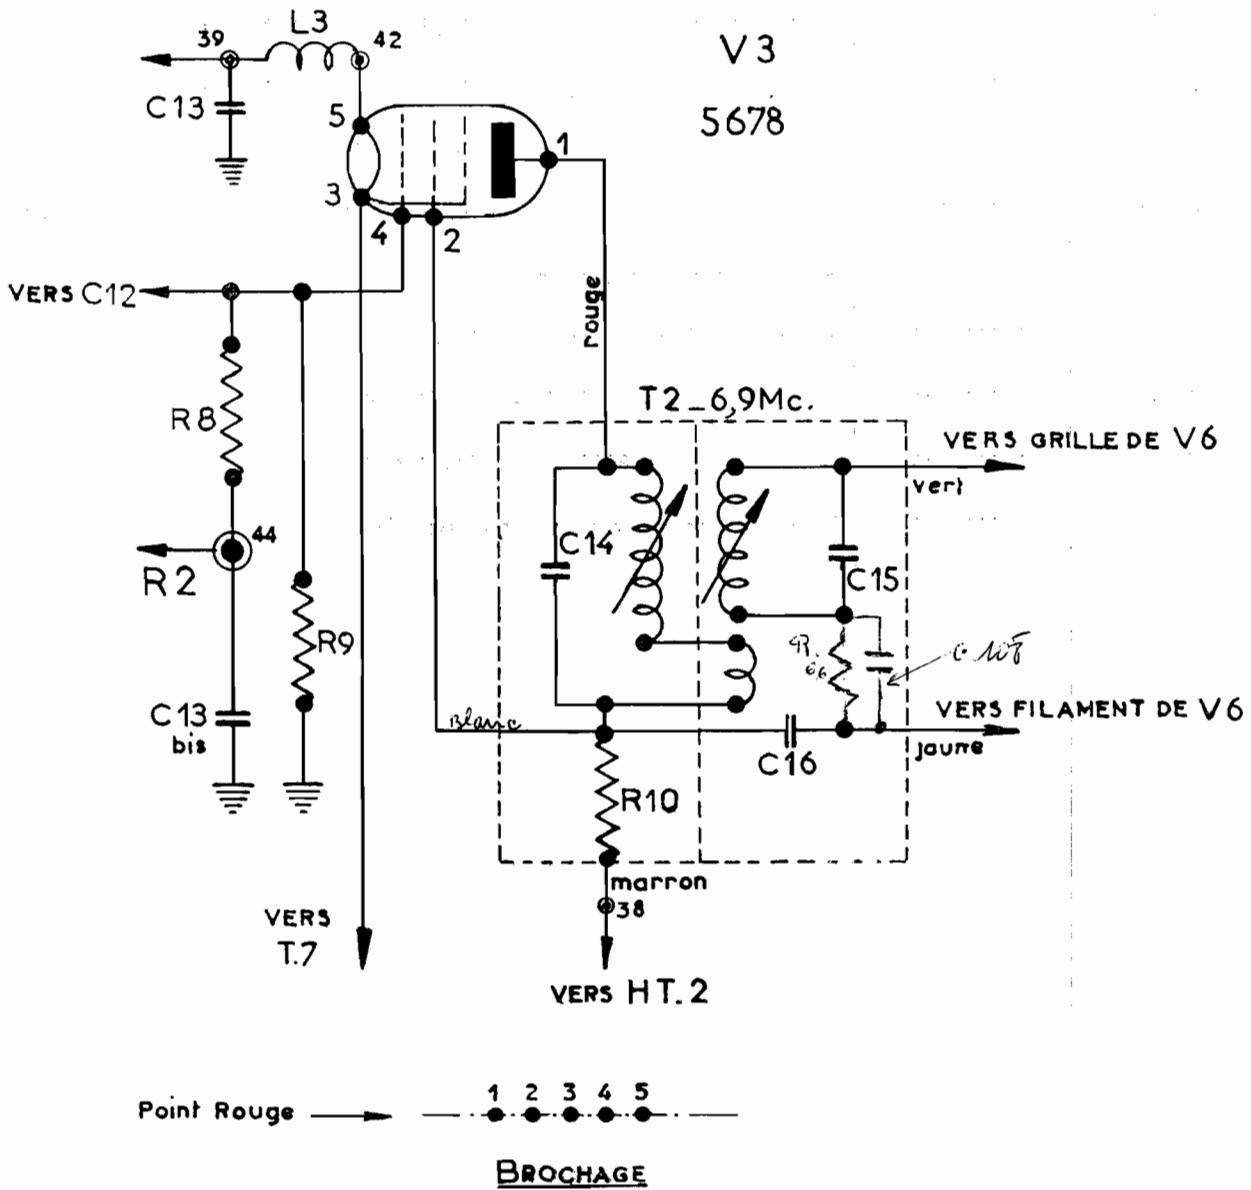 L3
39
42
V3
5678
C13
5
1
3
4
2
VERS C12
rouge
T2_6,9Mc.
R8
VERS GRILLE DE V6
vert
44
C14
C15
R2
R9
R.
66
C 108
C13
bis
Blanc
VERS FILAMENT DE V6
jaune
C16
R10
marron
38
VERS
T.7
VERS HT.2
1 2 3 4 5
Point Rouge
BROCHAGE